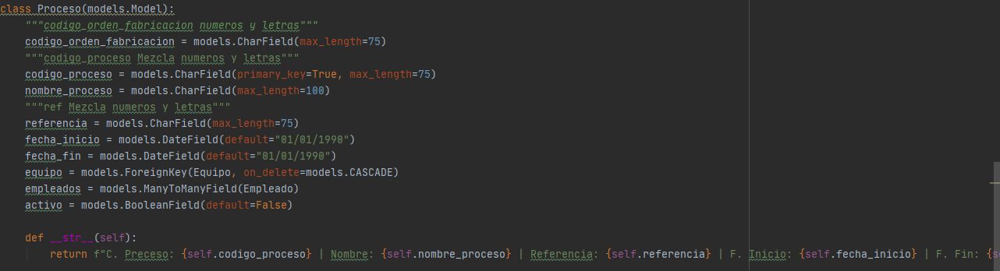 class Proceso(models.Model):
    """codigo_orden_fabricacion numeros y letras"""
    codigo_orden_fabricacion = models.CharField(max_length=75)
    """codigo_proceso Mezcla numeros y letras"""
    codigo_proceso = models.CharField(primary_key=True, max_length=75)
    nombre_proceso = models.CharField(max_length=100)
    """ref Mezcla numeros y letras"""
    referencia = models.CharField(max_length=75)
    fecha_inicio = models.DateField(default="01/01/1990")
    fecha_fin = models.DateField(default="01/01/1990")
    equipo = models.ForeignKey(Equipo, on_delete=models.CASCADE)
    empleados = models.ManyToManyField(Empleado)
    activo = models.BooleanField(default=False)

    def __str__(self):
        return f"C. Preceso: {self.codigo_proceso} | Nombre: {self.nombre_proceso} | Referencia: {self.referencia} | F. Inicio: {self.fecha_inicio} | F. Fin: {